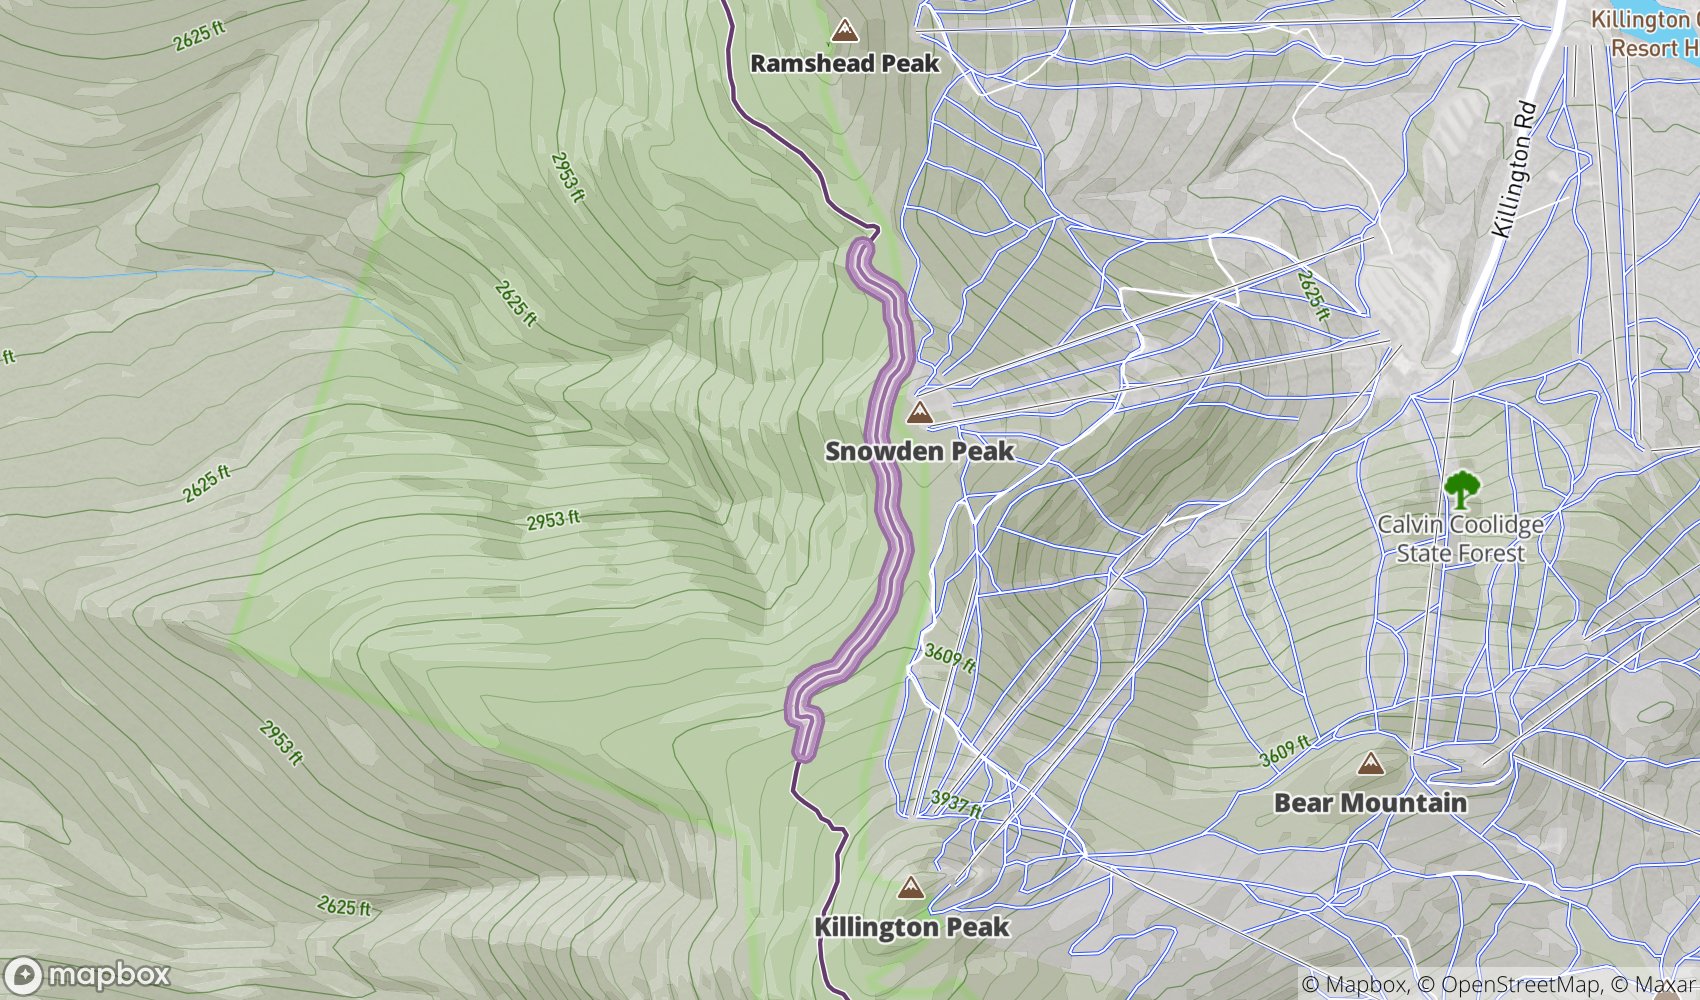 2625 ft
Ramshead Peak
Killington
Resort H
Killington Rd
2953 ft
2625 ft
2625 ft
ft
Snowden Peak
2625 ft
2953 ft
Calvin Coolidge
State Forest
3609 ft
2953 ft
3609 ft
3937 ft
Bear Mountain
2625 ft
Killington Peak
mapbox
© Mapbox, © OpenStreetMap, © Maxar